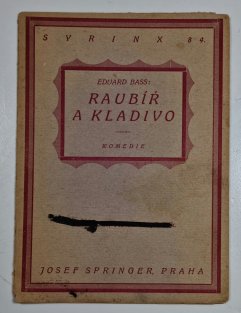 SYRINX 84.
EDUARD BASS:
RAUBÍŘ
A KLADIVO
KOMEDIE
JOSEF SPRINGER, PRAHA